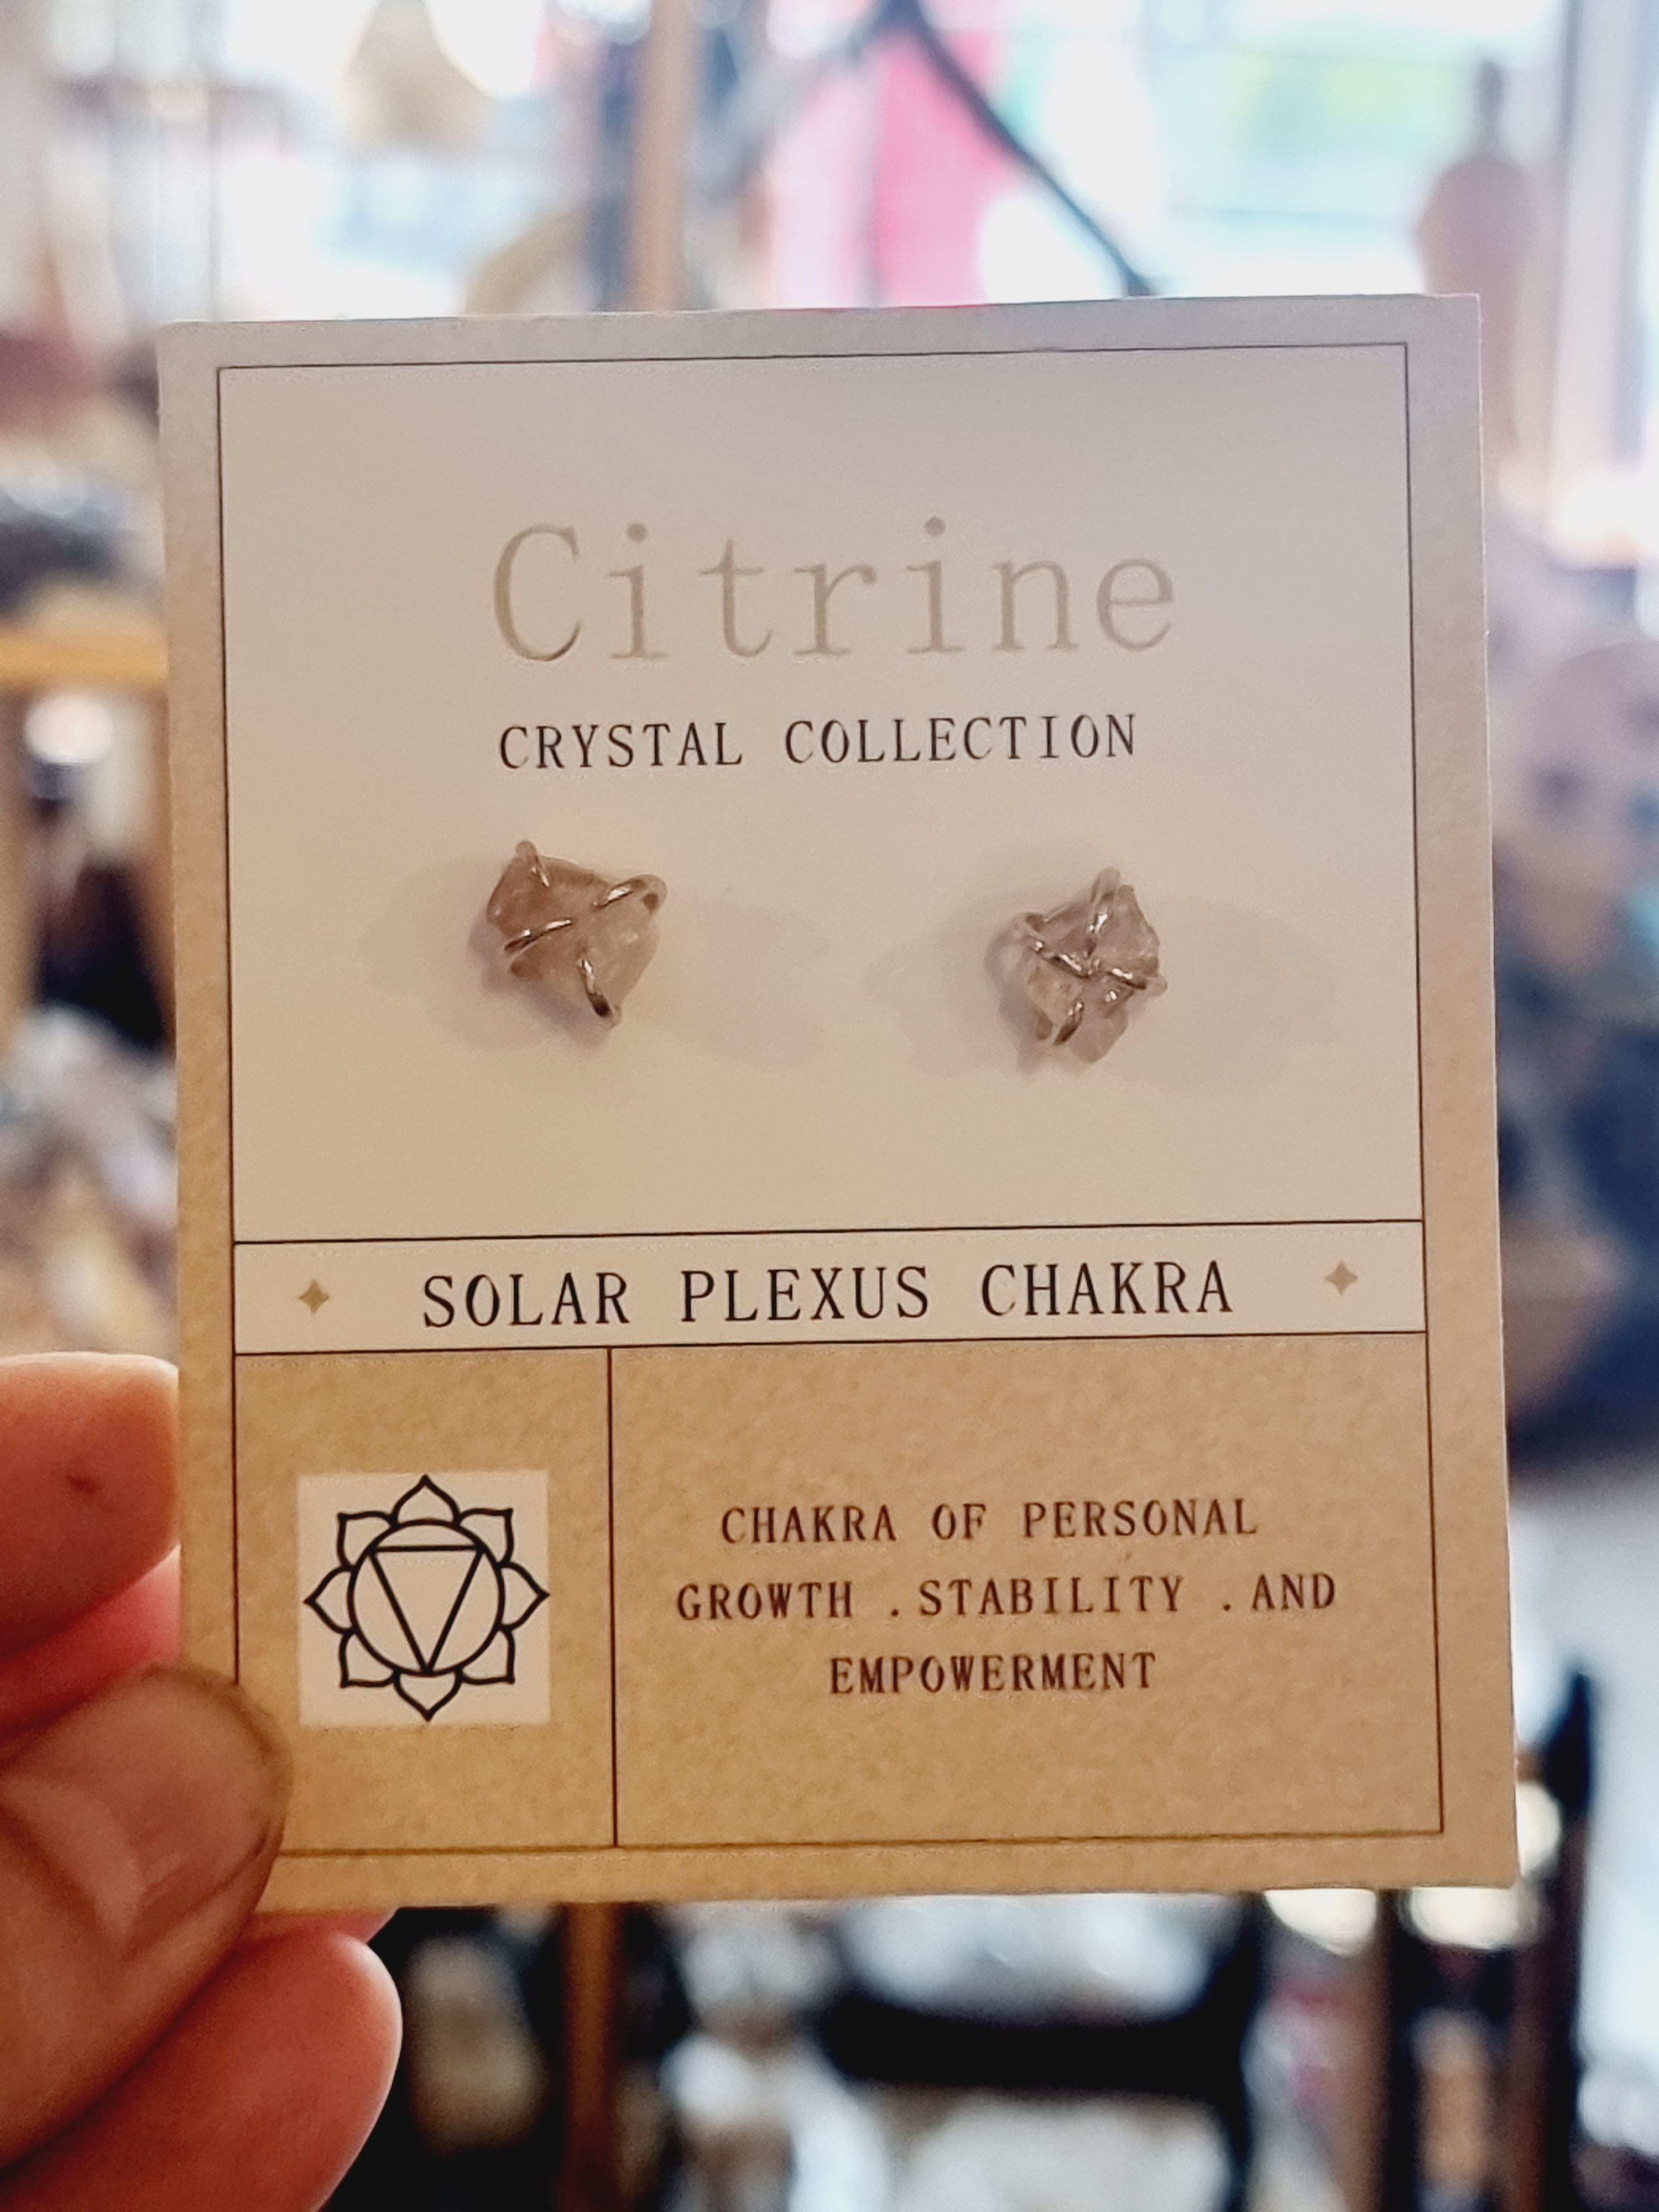 Citrine
CRYSTAL COLLECTION
SOLAR PLEXUS CHAKRA
CHAKRA OF PERSONAL
GROWTH .STABILITY .AND
EMPOWERMENT